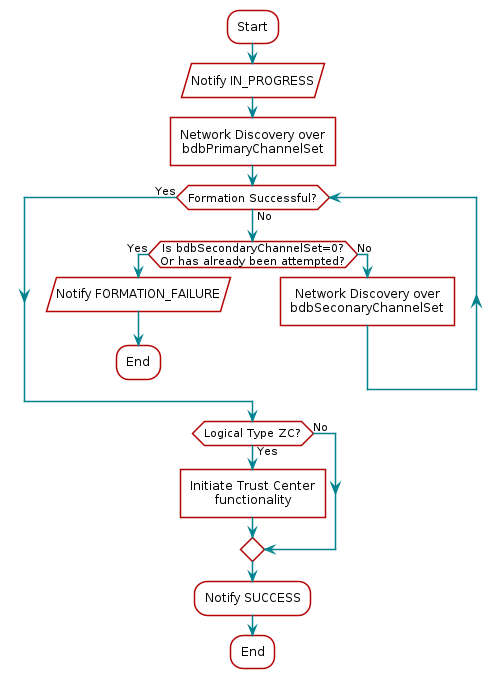 Start
Notify IN_PROGRESS
Network Discovery over
bdbPrimaryChannelSet
Yes
Formation Successful?
No
Yes
Is bdbSecondaryChannelSet=0?
Or has already been attempted?
No
Notify FORMATION_FAILURE
Network Discovery over
bdbSeconaryChannelSet
End
Logical Type ZC?
No
Yes
Initiate Trust Center
functionality
Notify SUCCESS
End